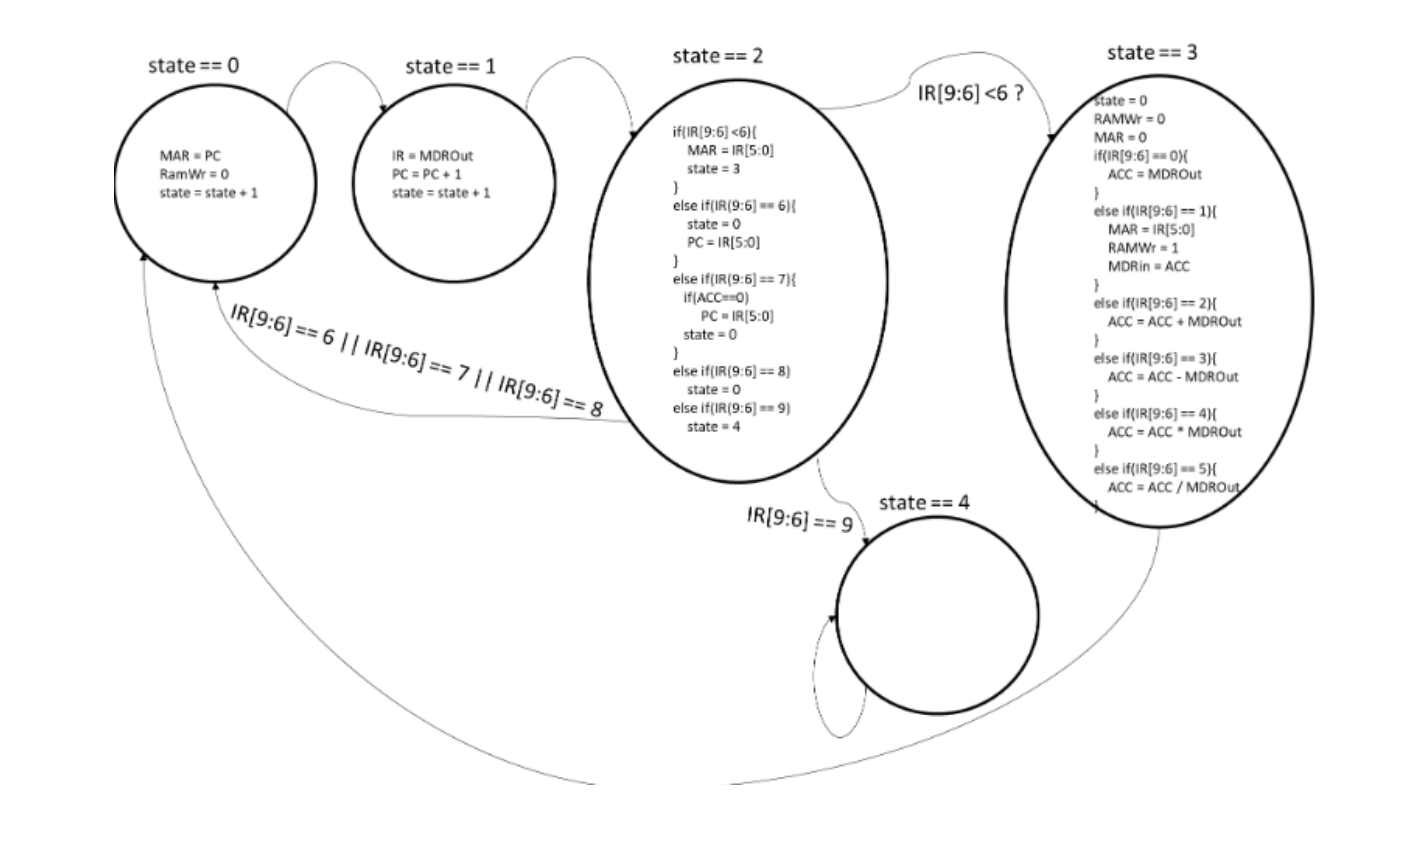 state == 0
MAR = PC
RamWr = 0
state = state + 1
state == 1
IR = MDROut
PC = PC + 1
state = state + 1
state == 2
if(IR[9:6] <6){
MAR = IR[5:0]
state = 3
}
else if(IR(9:6] == 6){
state = 0
PC = IR[5:0]
}
else if(IR(9:6] == 7){
if(ACC==0)
PC = IR[5:0]
state = 0
}
else if(IR(9:6] == 8)
state = 0
else if(IR(9:6] == 9)
state = 4
IR[9:6] <6 ?
state == 3
state = 0
RAMWr = 0
MAR = 0
if(IR[9:6] == 0){
ACC = MDROut
}
else if(IR[9:6] == 1){
MAR = IR[5:0]
RAMWr = 1
MDRin = ACC
}
else if(IR[9:6] == 2){
ACC = ACC + MDROut
}
else if(IR[9:6] == 3){
ACC = ACC - MDROut
}
else if(IR[9:6] == 4){
ACC = ACC * MDROut
}
else if(IR[9:6] == 5){
ACC = ACC / MDROut
}
IR[9:6] == 6 || IR[9:6] == 7 || IR[9:6] == 8
IR[9:6] == 9
state == 4